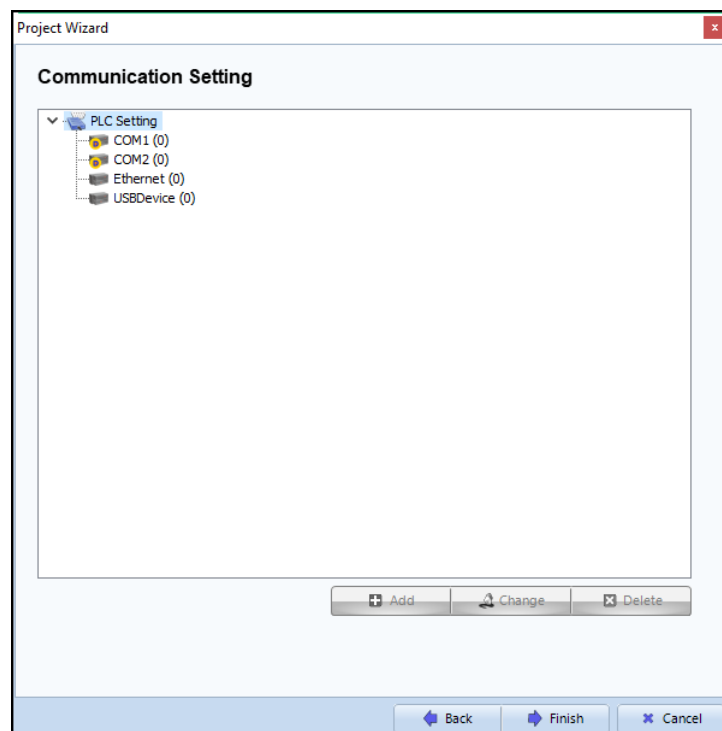 Project Wizard
x
Communication Setting
PLC Setting
COM1 (0)
COM2 (0)
Ethernet (0)
USBDevice (0)
Add Change Delete
Back Finish Cancel